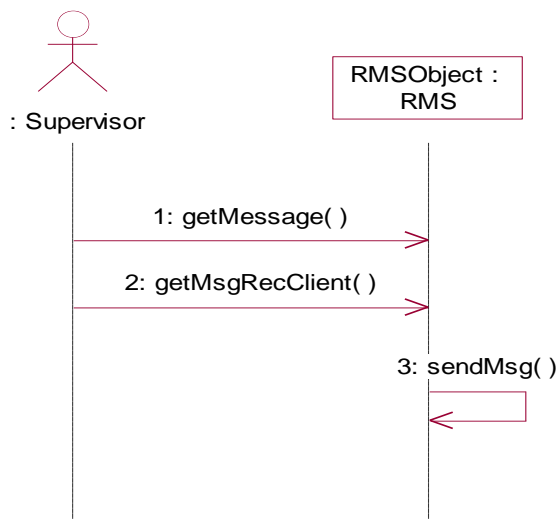 : Supervisor
RMSObject :
RMS
1: getMessage( )
2: getMsgRecClient( )
3: sendMsg( )